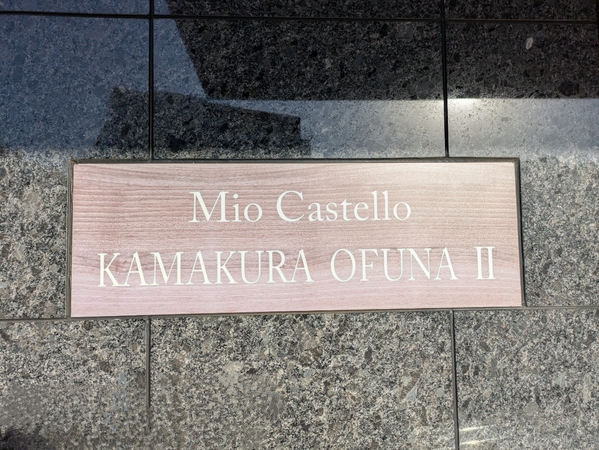 Mio Castello
KAMAKURA OFUNA Ⅱ